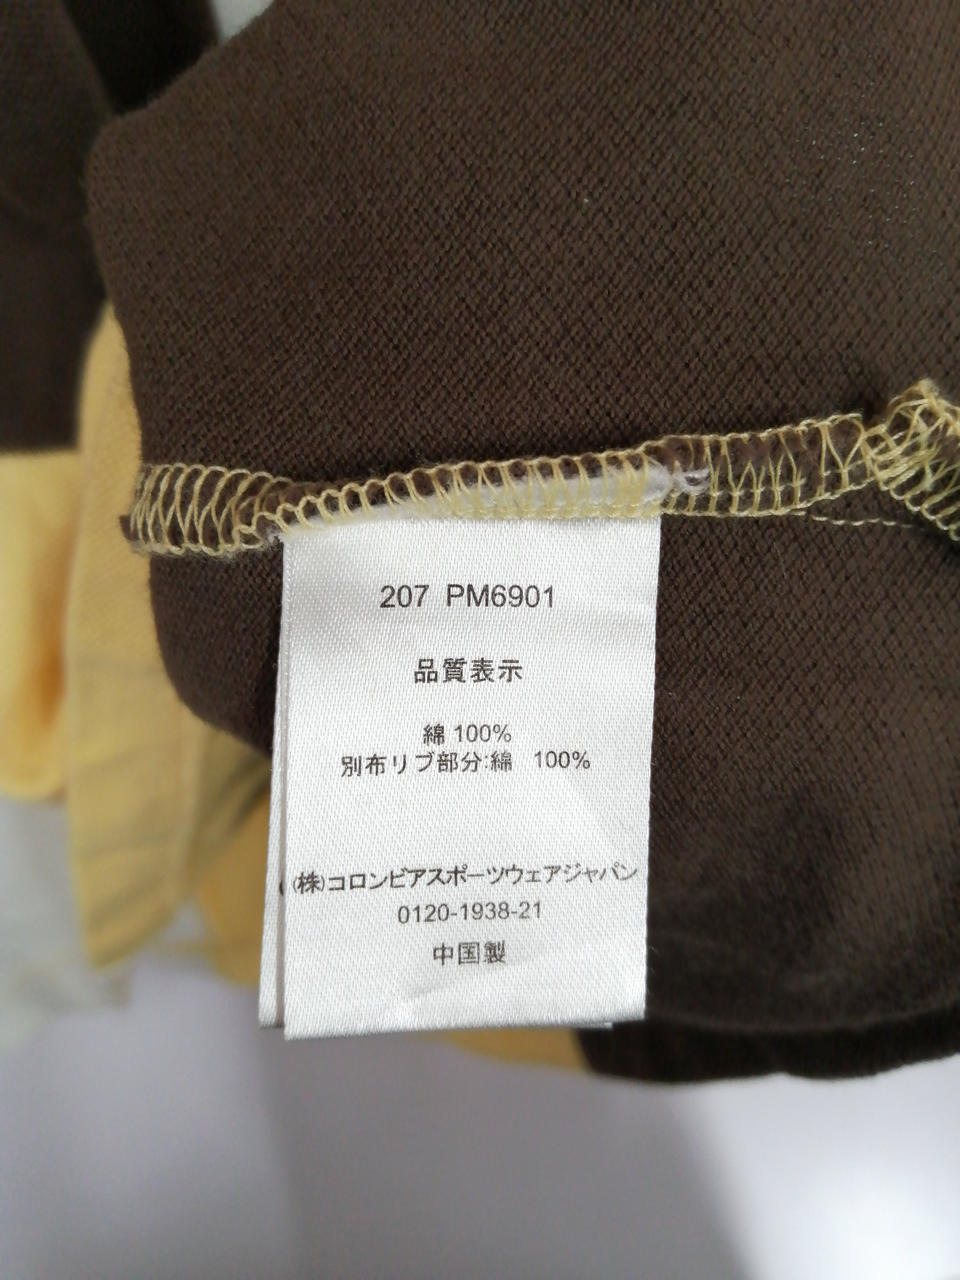 207 PM6901
品質表示
綿 100%
別布リブ部分:綿 100%
(株)コロンビアスポーツウェアジャパン
0120-1938-21
中国製